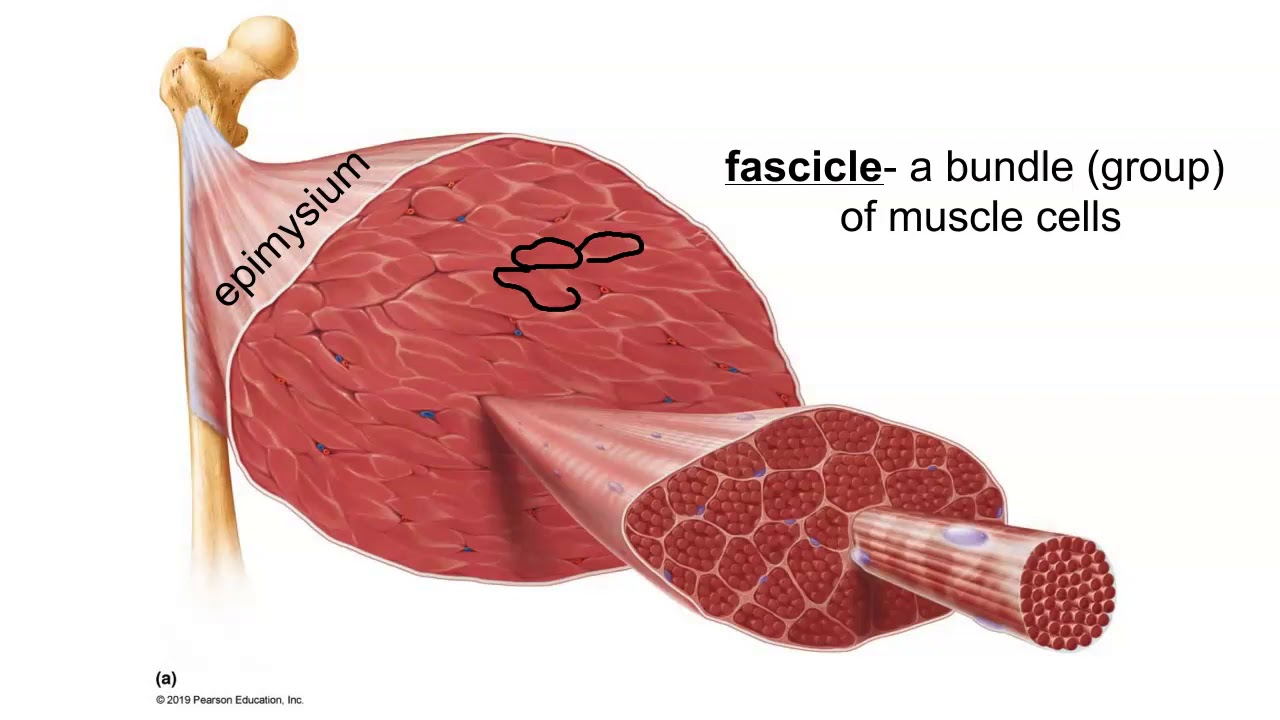 fascicle- a bundle (group)
of muscle cells
epimysium
(a)
© 2019 Pearson Education, Inc.